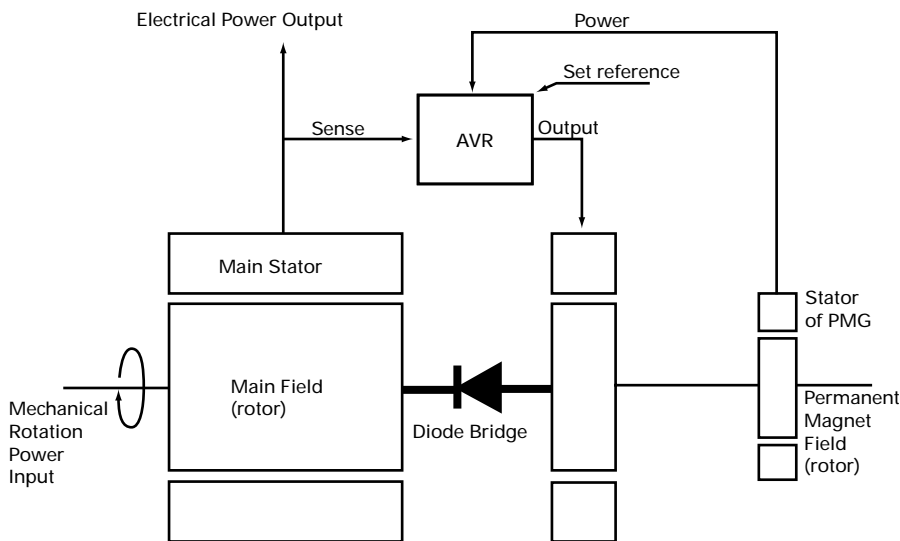 Electrical Power Output
Power
Set reference
Sense
AVR
Output
Main Stator
Stator
of PMG
Main Field
(rotor)
Mechanical
Rotation
Power
Input
Diode Bridge
Permanent
Magnet
Field
(rotor)